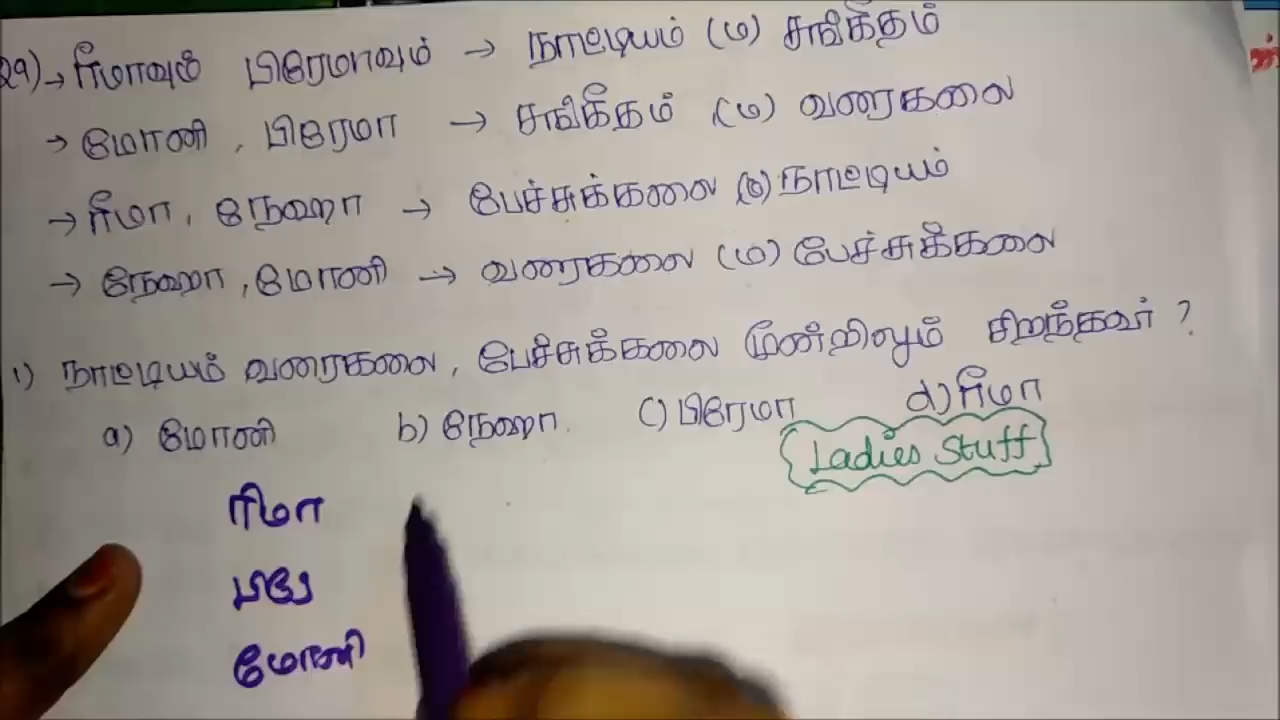 29) → ரீமாவும் பிரேமாவும் → நாட்டியம் (ம) சங்கீதம்
→ மோனி , பிரேமா → சங்கீதம் (ம) வரைகலை
→ ரீமா , நேஹா → பேச்சுக்கலை (ம) நாட்டியம்
→ நேஹா , மோனி → வரைகலை (ம) பேச்சுக்கலை
1) நாட்டியம் வரைகலை , பேச்சுக்கலை மூன்றிலும் சிறந்தவர் ?
a) மோனி b) நேஹா c) பிரேமா d) ரீமா
Ladies Stuff
ரீமா
பிரே
மோனி